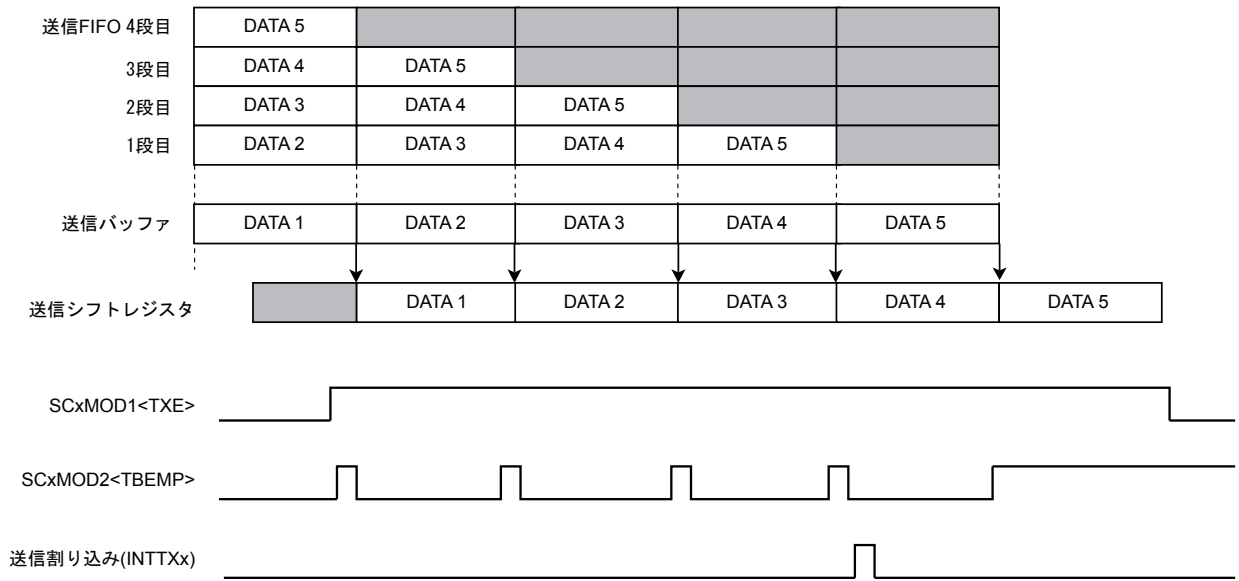 送信FIFO 4段目 DATA 5
3段目 DATA 4 DATA 5
2段目 DATA 3 DATA 4 DATA 5
1段目 DATA 2 DATA 3 DATA 4 DATA 5
送信バッファ DATA 1 DATA 2 DATA 3 DATA 4 DATA 5
送信シフトレジスタ DATA 1 DATA 2 DATA 3 DATA 4 DATA 5
SCxMOD1<TXE>
SCxMOD2<TBEMP>
送信割り込み(INTTXx)